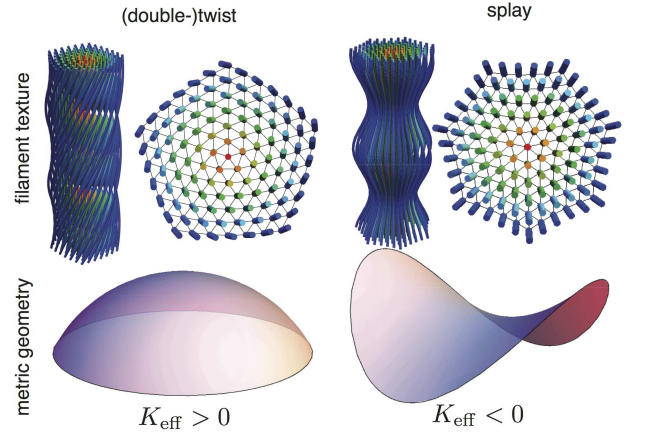 (double-)twist
splay
filament texture
metric geometry
K_eff > 0
K_eff < 0